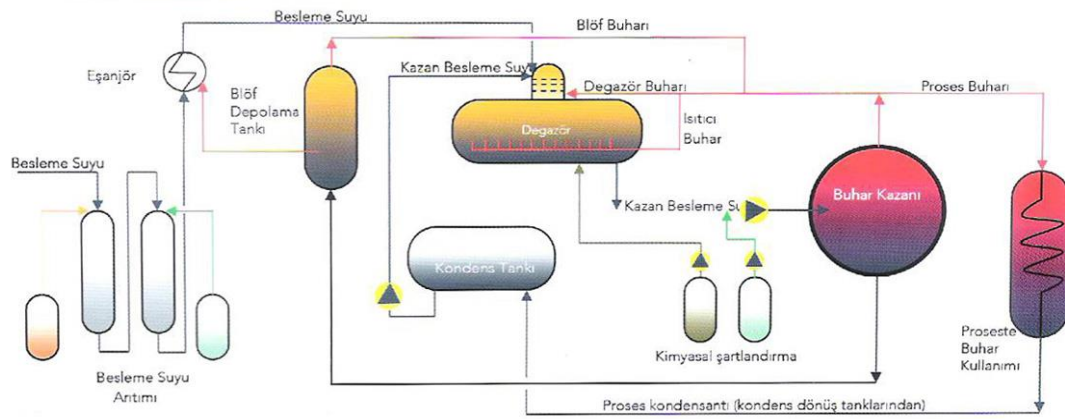 Besleme Suyu
Blöf Buharı
Eşanjör
Kazan Besleme Suyu
Blöf
Depolama
Tankı
Degazör Buharı
Proses Buharı
Degazör
Isıtıcı
Buhar
Besleme Suyu
Kazan Besleme Su
Buhar Kazanı
Kondens Tankı
Kimyasal şartlandırma
Proseste
Buhar
Kullanımı
Besleme Suyu
Arıtımı
Proses kondensantı (kondens dönüş tanklarından)